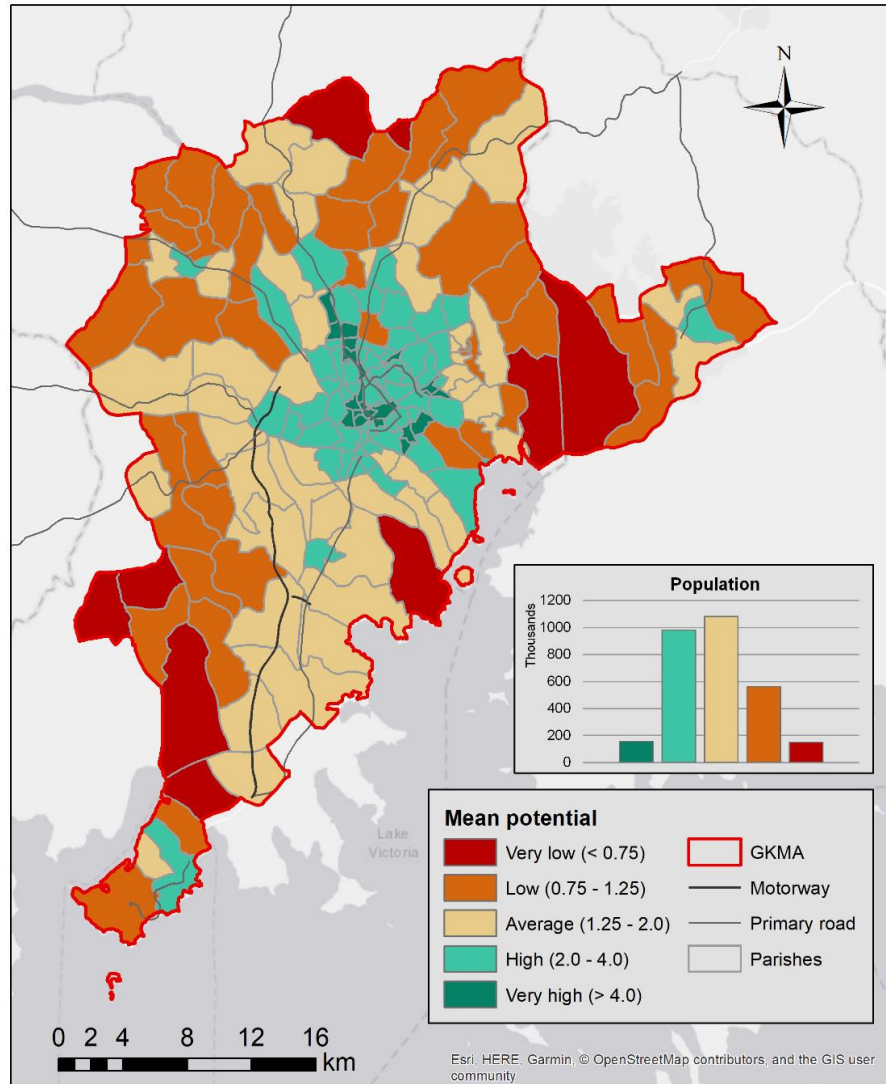 N
Population
Thousands
1200
1000
800
600
400
200
0
Lake
Victoria
Mean potential
Very low (< 0.75)
Low (0.75 - 1.25)
Average (1.25 - 2.0)
High (2.0 - 4.0)
Very high (> 4.0)
GKMA
Motorway
Primary road
Parishes
0 2 4 8 12 16
km
Esri, HERE, Garmin, © OpenStreetMap contributors, and the GIS user
community